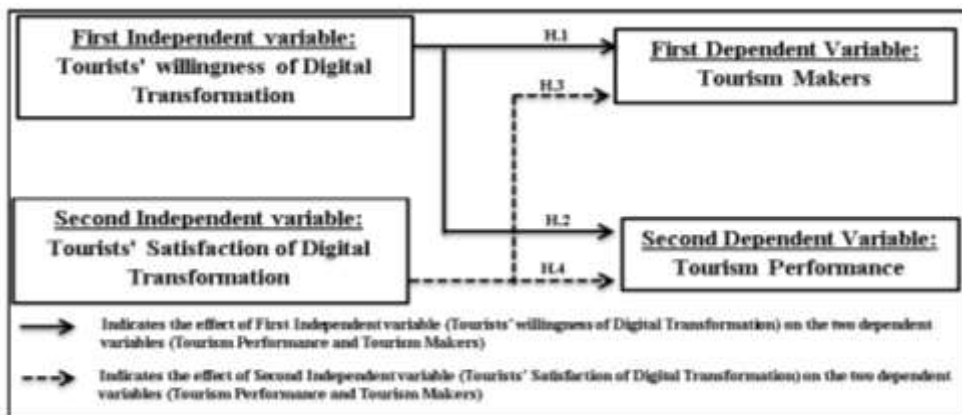 First Independent variable:
Tourists' willingness of Digital
Transformation
H.1
First Dependent Variable:
Tourism Makers
H.3
Second Independent variable:
Tourists' Satisfaction of Digital
Transformation
H.2
H.4
Second Dependent Variable:
Tourism Performance
Indicates the effect of First Independent variable (Tourists' willingness of Digital Transformation) on the two dependent
variables (Tourism Performance and Tourism Makers)
Indicates the effect of Second Independent variable (Tourists' Satisfaction of Digital Transformation) on the two dependent
variables (Tourism Performance and Tourism Makers)